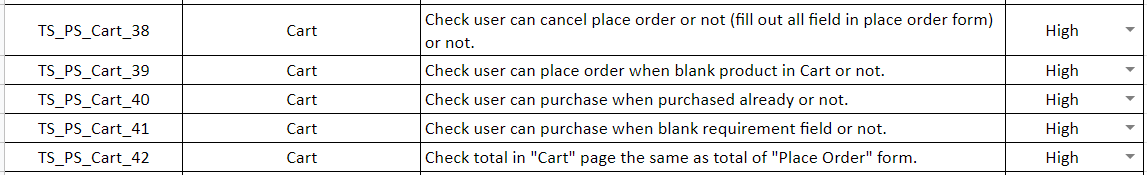 TS_PS_Cart_38 Cart Check user can cancel place order or not (fill out all field in place order form) High
or not.
TS_PS_Cart_39 Cart Check user can place order when blank product in Cart or not. High
TS_PS_Cart_40 Cart Check user can purchase when purchased already or not. High
TS_PS_Cart_41 Cart Check user can purchase when blank requirement field or not. High
TS_PS_Cart_42 Cart Check total in "Cart" page the same as total of "Place Order" form. High